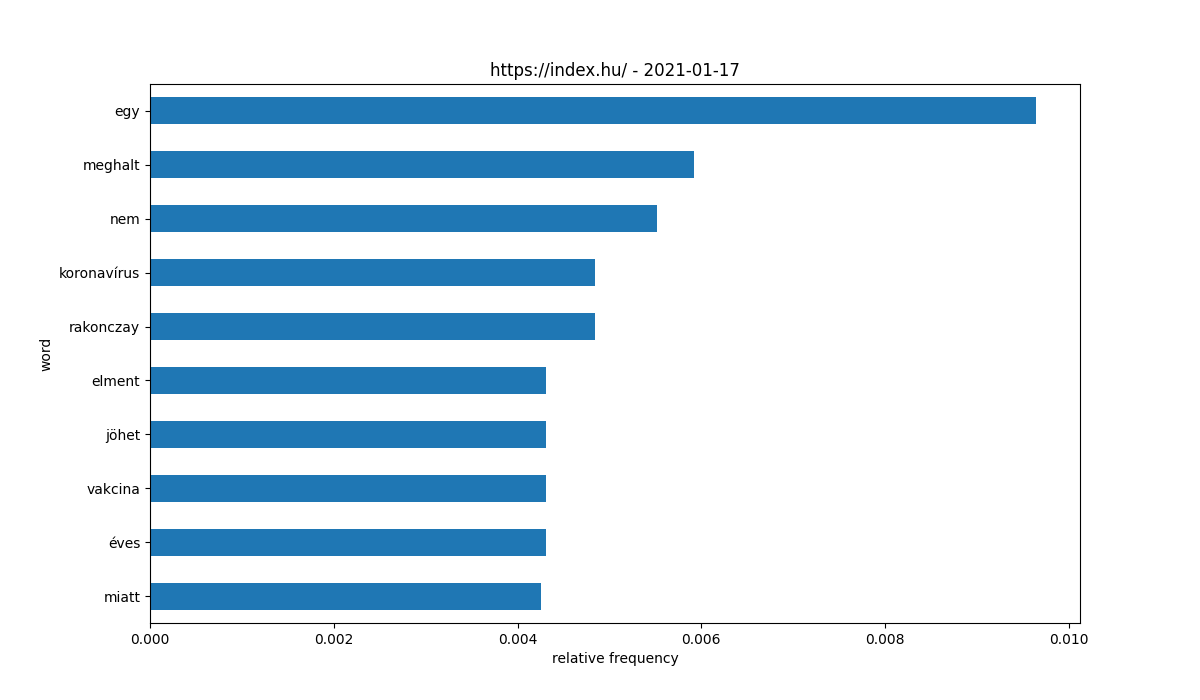 https://index.hu/ - 2021-01-17
egy
meghalt
nem
koronavírus
rakonczay
elment
jöhet
vakcina
éves
miatt
word
0.000 0.002 0.004 0.006 0.008 0.010
relative frequency